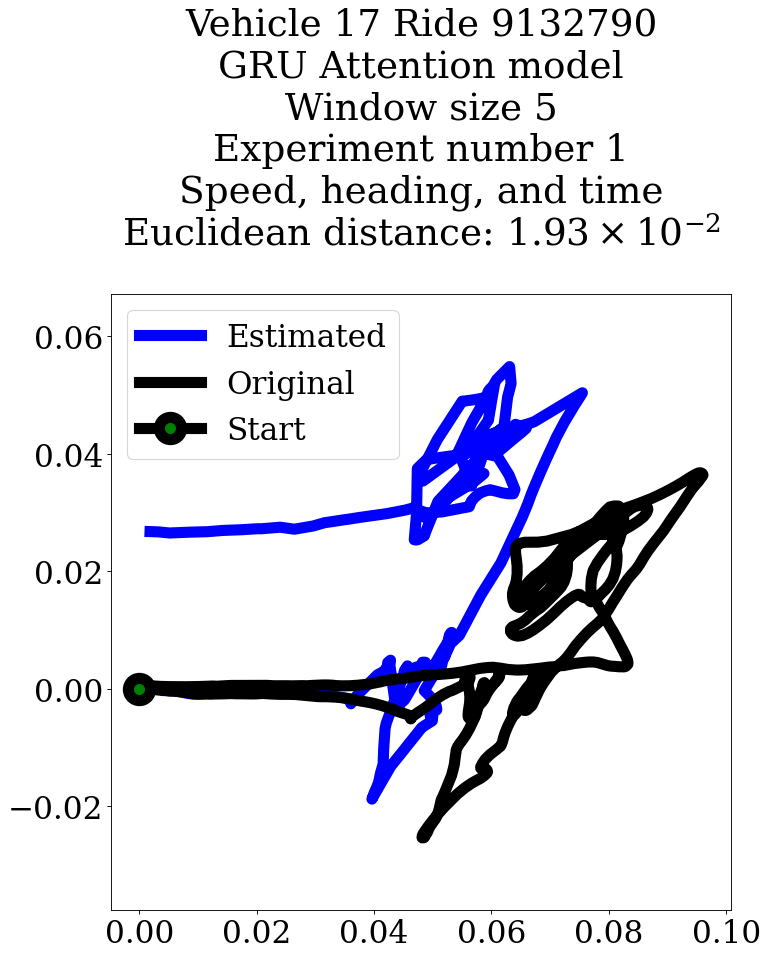 Vehicle 17 Ride 9132790
GRU Attention model
Window size 5
Experiment number 1
Speed, heading, and time
Euclidean distance: 1.93 × 10⁻²
Estimated
Original
Start
0.06
0.04
0.02
0.00
−0.02
0.00 0.02 0.04 0.06 0.08 0.10